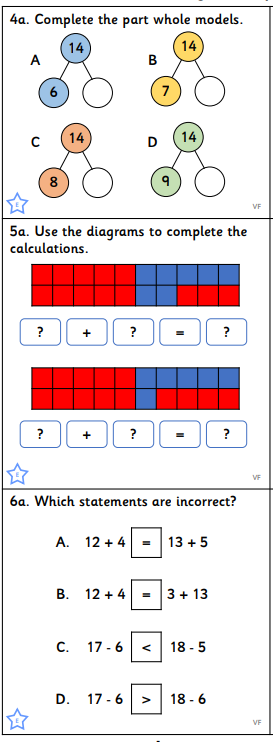 4a. Complete the part whole models.
A 14 6
B 14 7
C 14 8
D 14 9
E VF
5a. Use the diagrams to complete the
calculations.
? + ? = ?
? + ? = ?
E VF
6a. Which statements are incorrect?
A. 12 + 4 = 13 + 5
B. 12 + 4 = 3 + 13
C. 17 - 6 < 18 - 5
D. 17 - 6 > 18 - 6
E VF